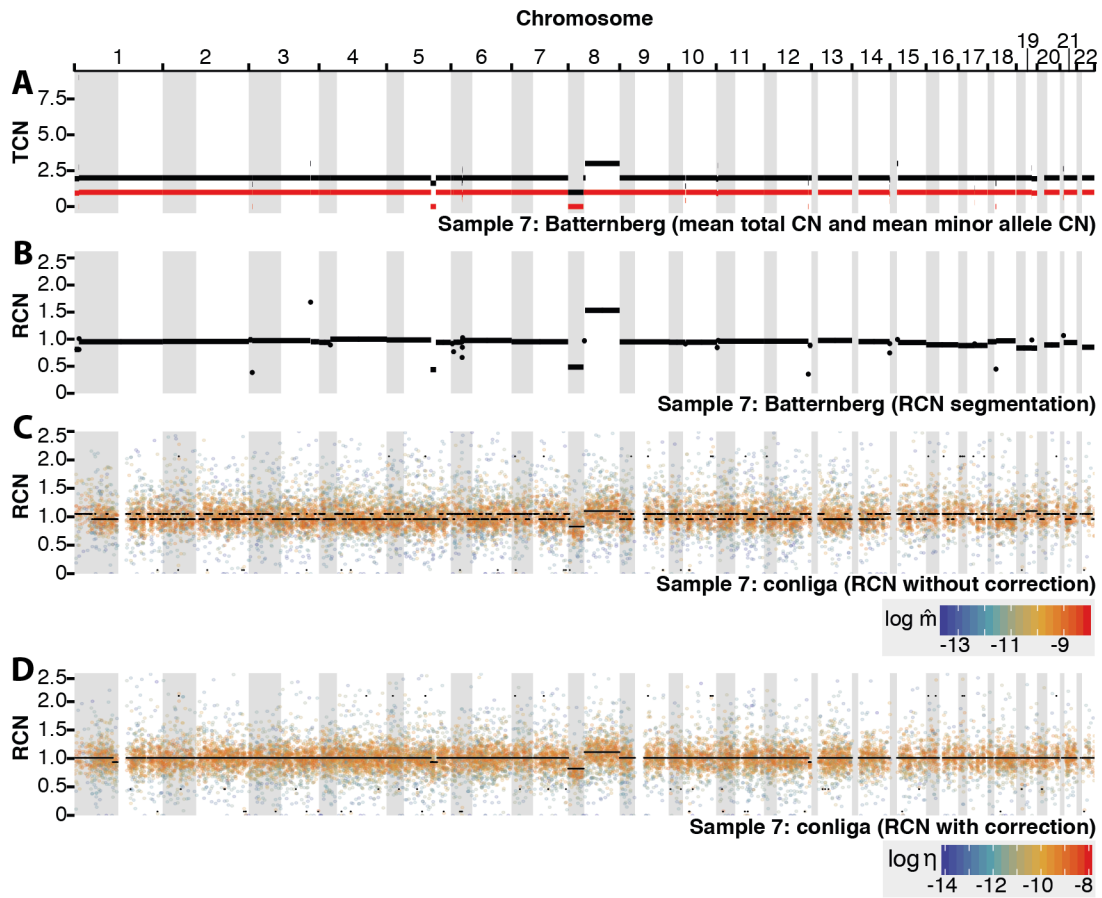 Chromosome
19 21
1 2 3 4 5 6 7 8 9 10 11 12 13 14 15 16 17 18 20 22
A
TCN
7.5
5.0
2.5
0
Sample 7: Batternberg (mean total CN and mean minor allele CN)
B
RCN
2.5
2.0
1.5
1.0
0.5
0
Sample 7: Batternberg (RCN segmentation)
C
RCN
2.5
2.0
1.5
1.0
0.5
0
Sample 7: conliga (RCN without correction)
log m̂
-13 -11 -9
D
RCN
2.5
2.0
1.5
1.0
0.5
0
Sample 7: conliga (RCN with correction)
log η
-14 -12 -10 -8